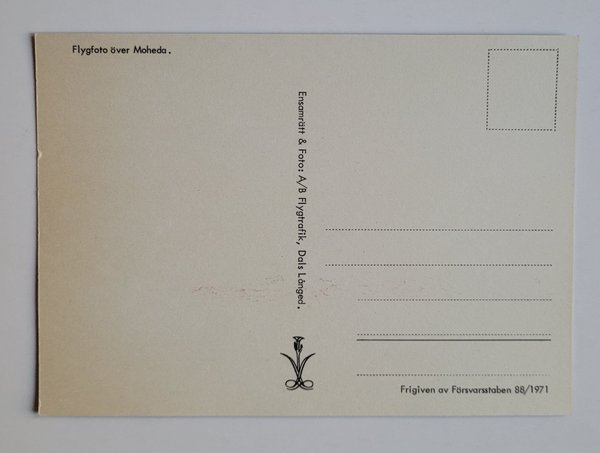 Flygfoto över Moheda.
Ensamrätt & Foto: A/B Flygtrafik, Dals Långed.
Frigiven av Försvarsstaben 88/1971